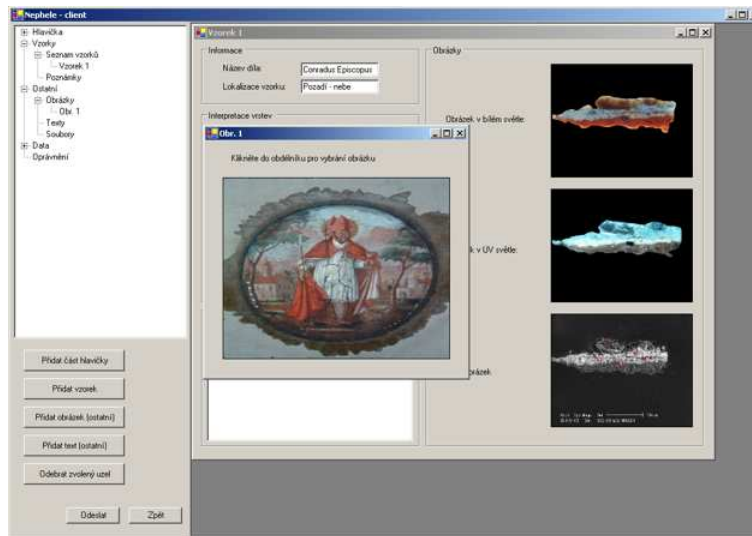 Nephele - client
Hlavička
Vzorky
Seznam vzorků
Vzorek 1
Poznámky
Ostatní
Obrázky
Obr. 1
Texty
Soubory
Data
Oprávnění
Přidat část hlavičky
Přidat vzorek
Přidat obrázek (ostatní)
Přidat text (ostatní)
Odebrat zvolený uzel
Odeslat
Zpět
Vzorek 1
Informace
Název díla:
Conradus Episcopus
Lokalizace vzorku:
Pozadí - nebe
Interpretace vrstev
Obr. 1
Klikněte do obdélníku pro vybrání obrázku
Obrázky
Obrázek v bílém světle:
k v UV světle: